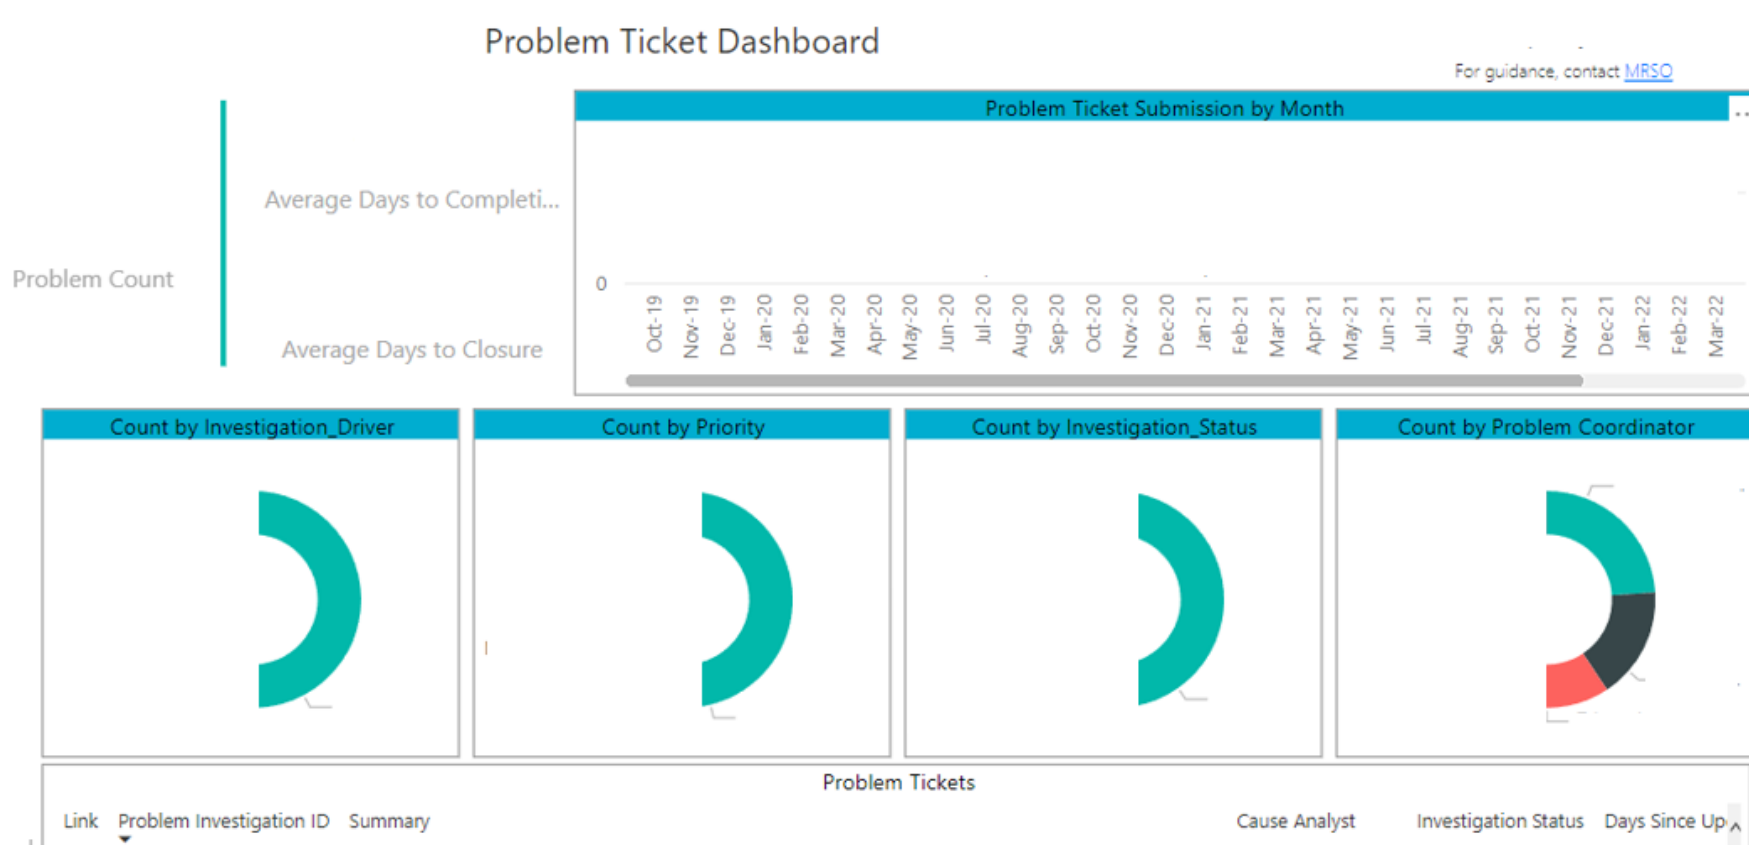 Problem Ticket Dashboard
For guidance, contact MRSO
Problem Ticket Submission by Month
Average Days to Completi...
Problem Count
Average Days to Closure
0
Oct-19
Nov-19
Dec-19
Jan-20
Feb-20
Mar-20
Apr-20
May-20
Jun-20
Jul-20
Aug-20
Sep-20
Oct-20
Nov-20
Dec-20
Jan-21
Feb-21
Mar-21
Apr-21
May-21
Jun-21
Jul-21
Aug-21
Sep-21
Oct-21
Nov-21
Dec-21
Jan-22
Feb-22
Mar-22
Count by Investigation_Driver
Count by Priority
Count by Investigation_Status
Count by Problem Coordinator
Problem Tickets
Link Problem Investigation ID Summary Cause Analyst Investigation Status Days Since Up